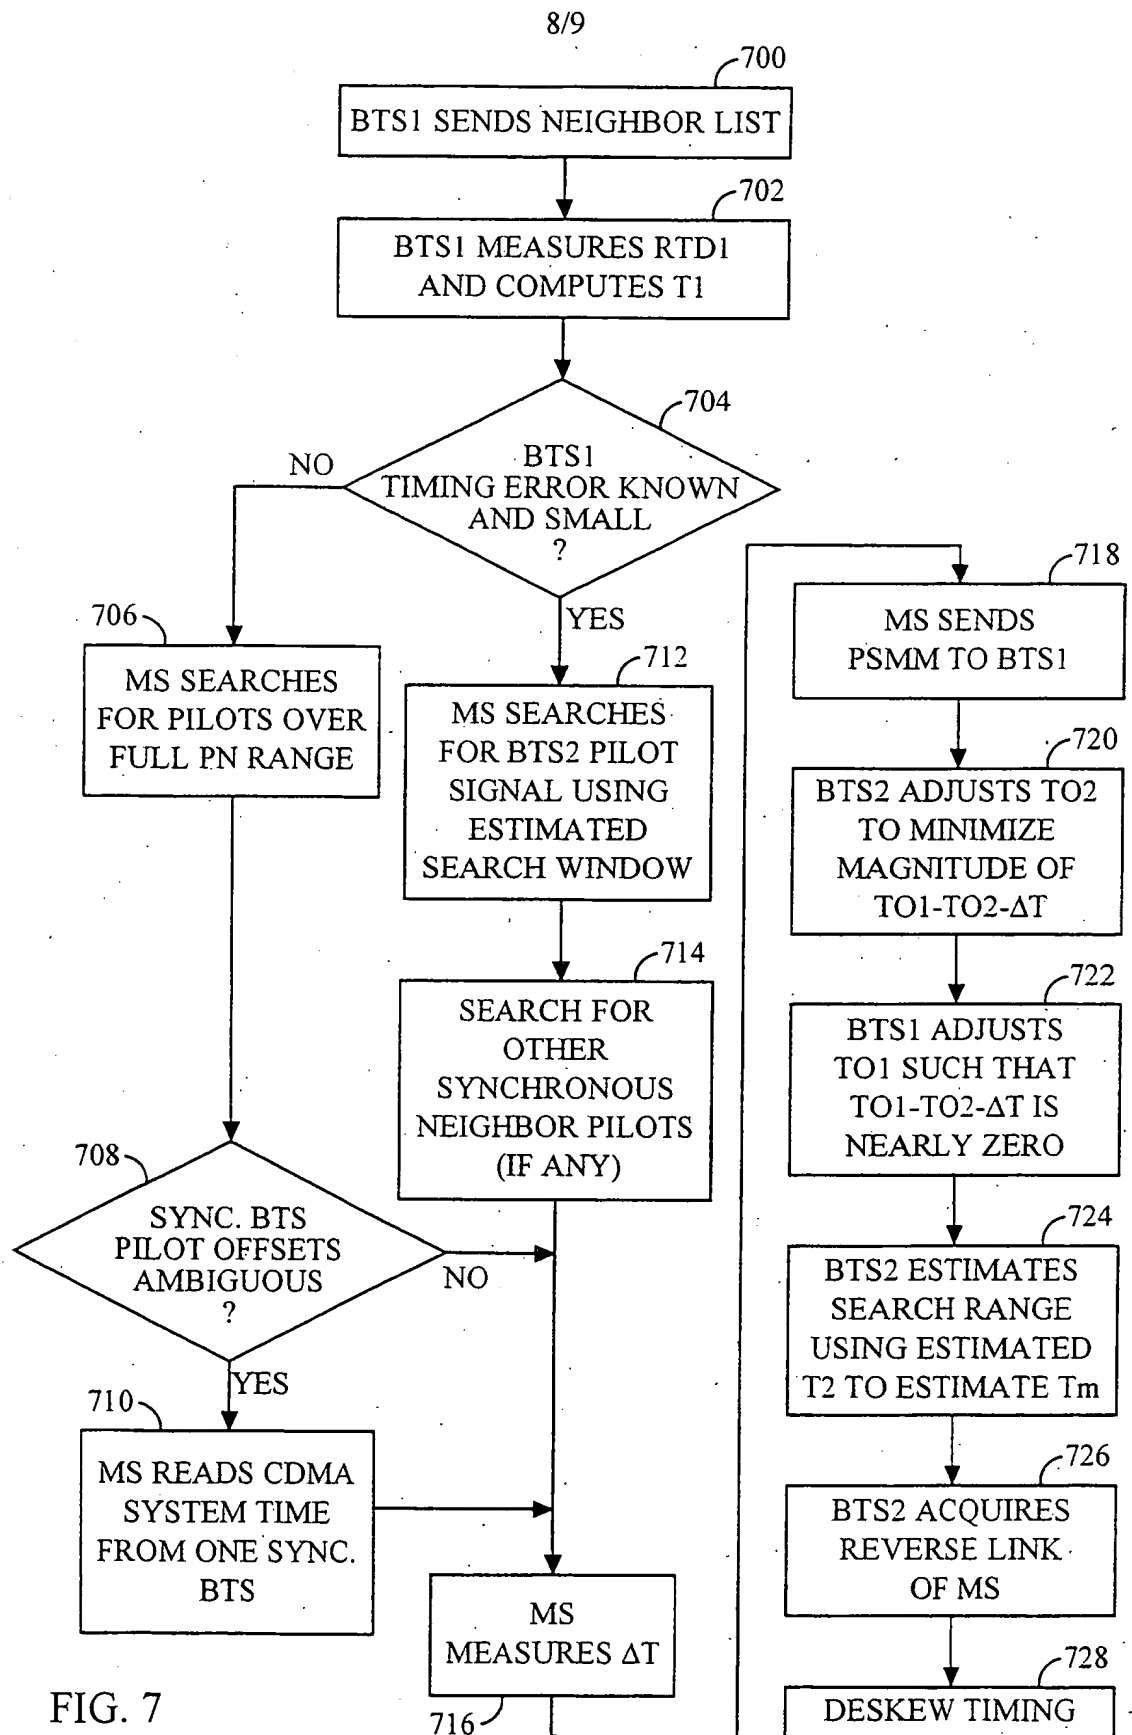 8/9
700
BTS1 SENDS NEIGHBOR LIST
702
BTS1 MEASURES RTD1
AND COMPUTES T1
704
BTS1
TIMING ERROR KNOWN
AND SMALL
?
NO
YES
706
MS SEARCHES
FOR PILOTS OVER
FULL PN RANGE
712
MS SEARCHES
FOR BTS2 PILOT
SIGNAL USING
ESTIMATED
SEARCH WINDOW
714
SEARCH FOR
OTHER
SYNCHRONOUS
NEIGHBOR PILOTS
(IF ANY)
708
SYNC. BTS
PILOT OFFSETS
AMBIGUOUS
?
NO
YES
710
MS READS CDMA
SYSTEM TIME
FROM ONE SYNC.
BTS
MS
MEASURES ΔT
716
718
MS SENDS
PSMM TO BTS1
720
BTS2 ADJUSTS TO2
TO MINIMIZE
MAGNITUDE OF
TO1-TO2-ΔT
722
BTS1 ADJUSTS
TO1 SUCH THAT
TO1-TO2-ΔT IS
NEARLY ZERO
724
BTS2 ESTIMATES
SEARCH RANGE
USING ESTIMATED
T2 TO ESTIMATE Tm
726
BTS2 ACQUIRES
REVERSE LINK
OF MS
728
DESKEW TIMING
FIG. 7